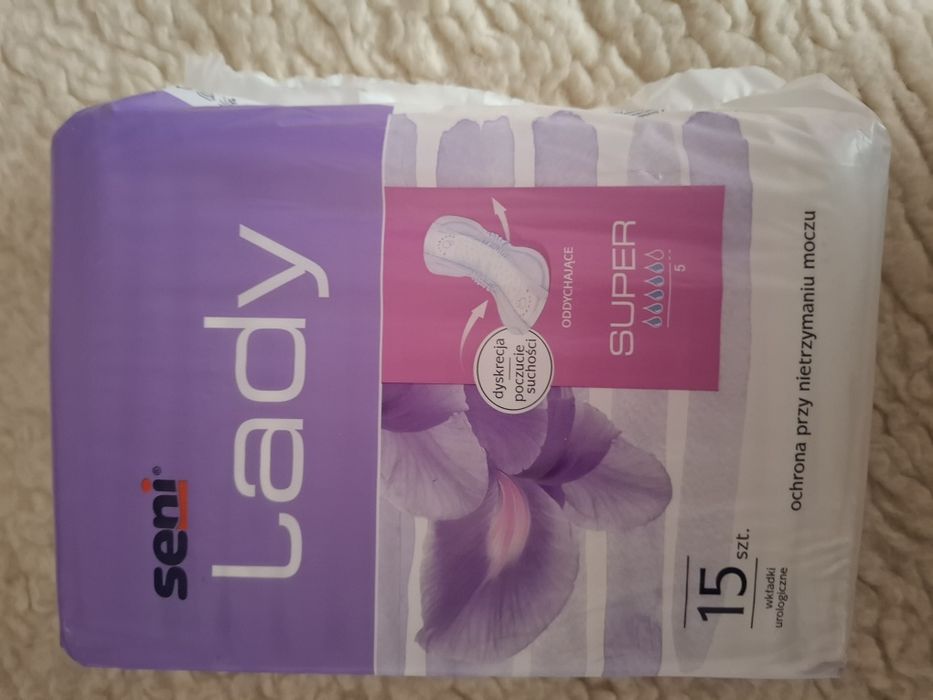 seni®
Lady
dyskrecja
poczucie
suchości
ODDYCHAJĄCE
SUPER
5
15 szt.
wkładki
urologiczne
ochrona przy nietrzymaniu moczu